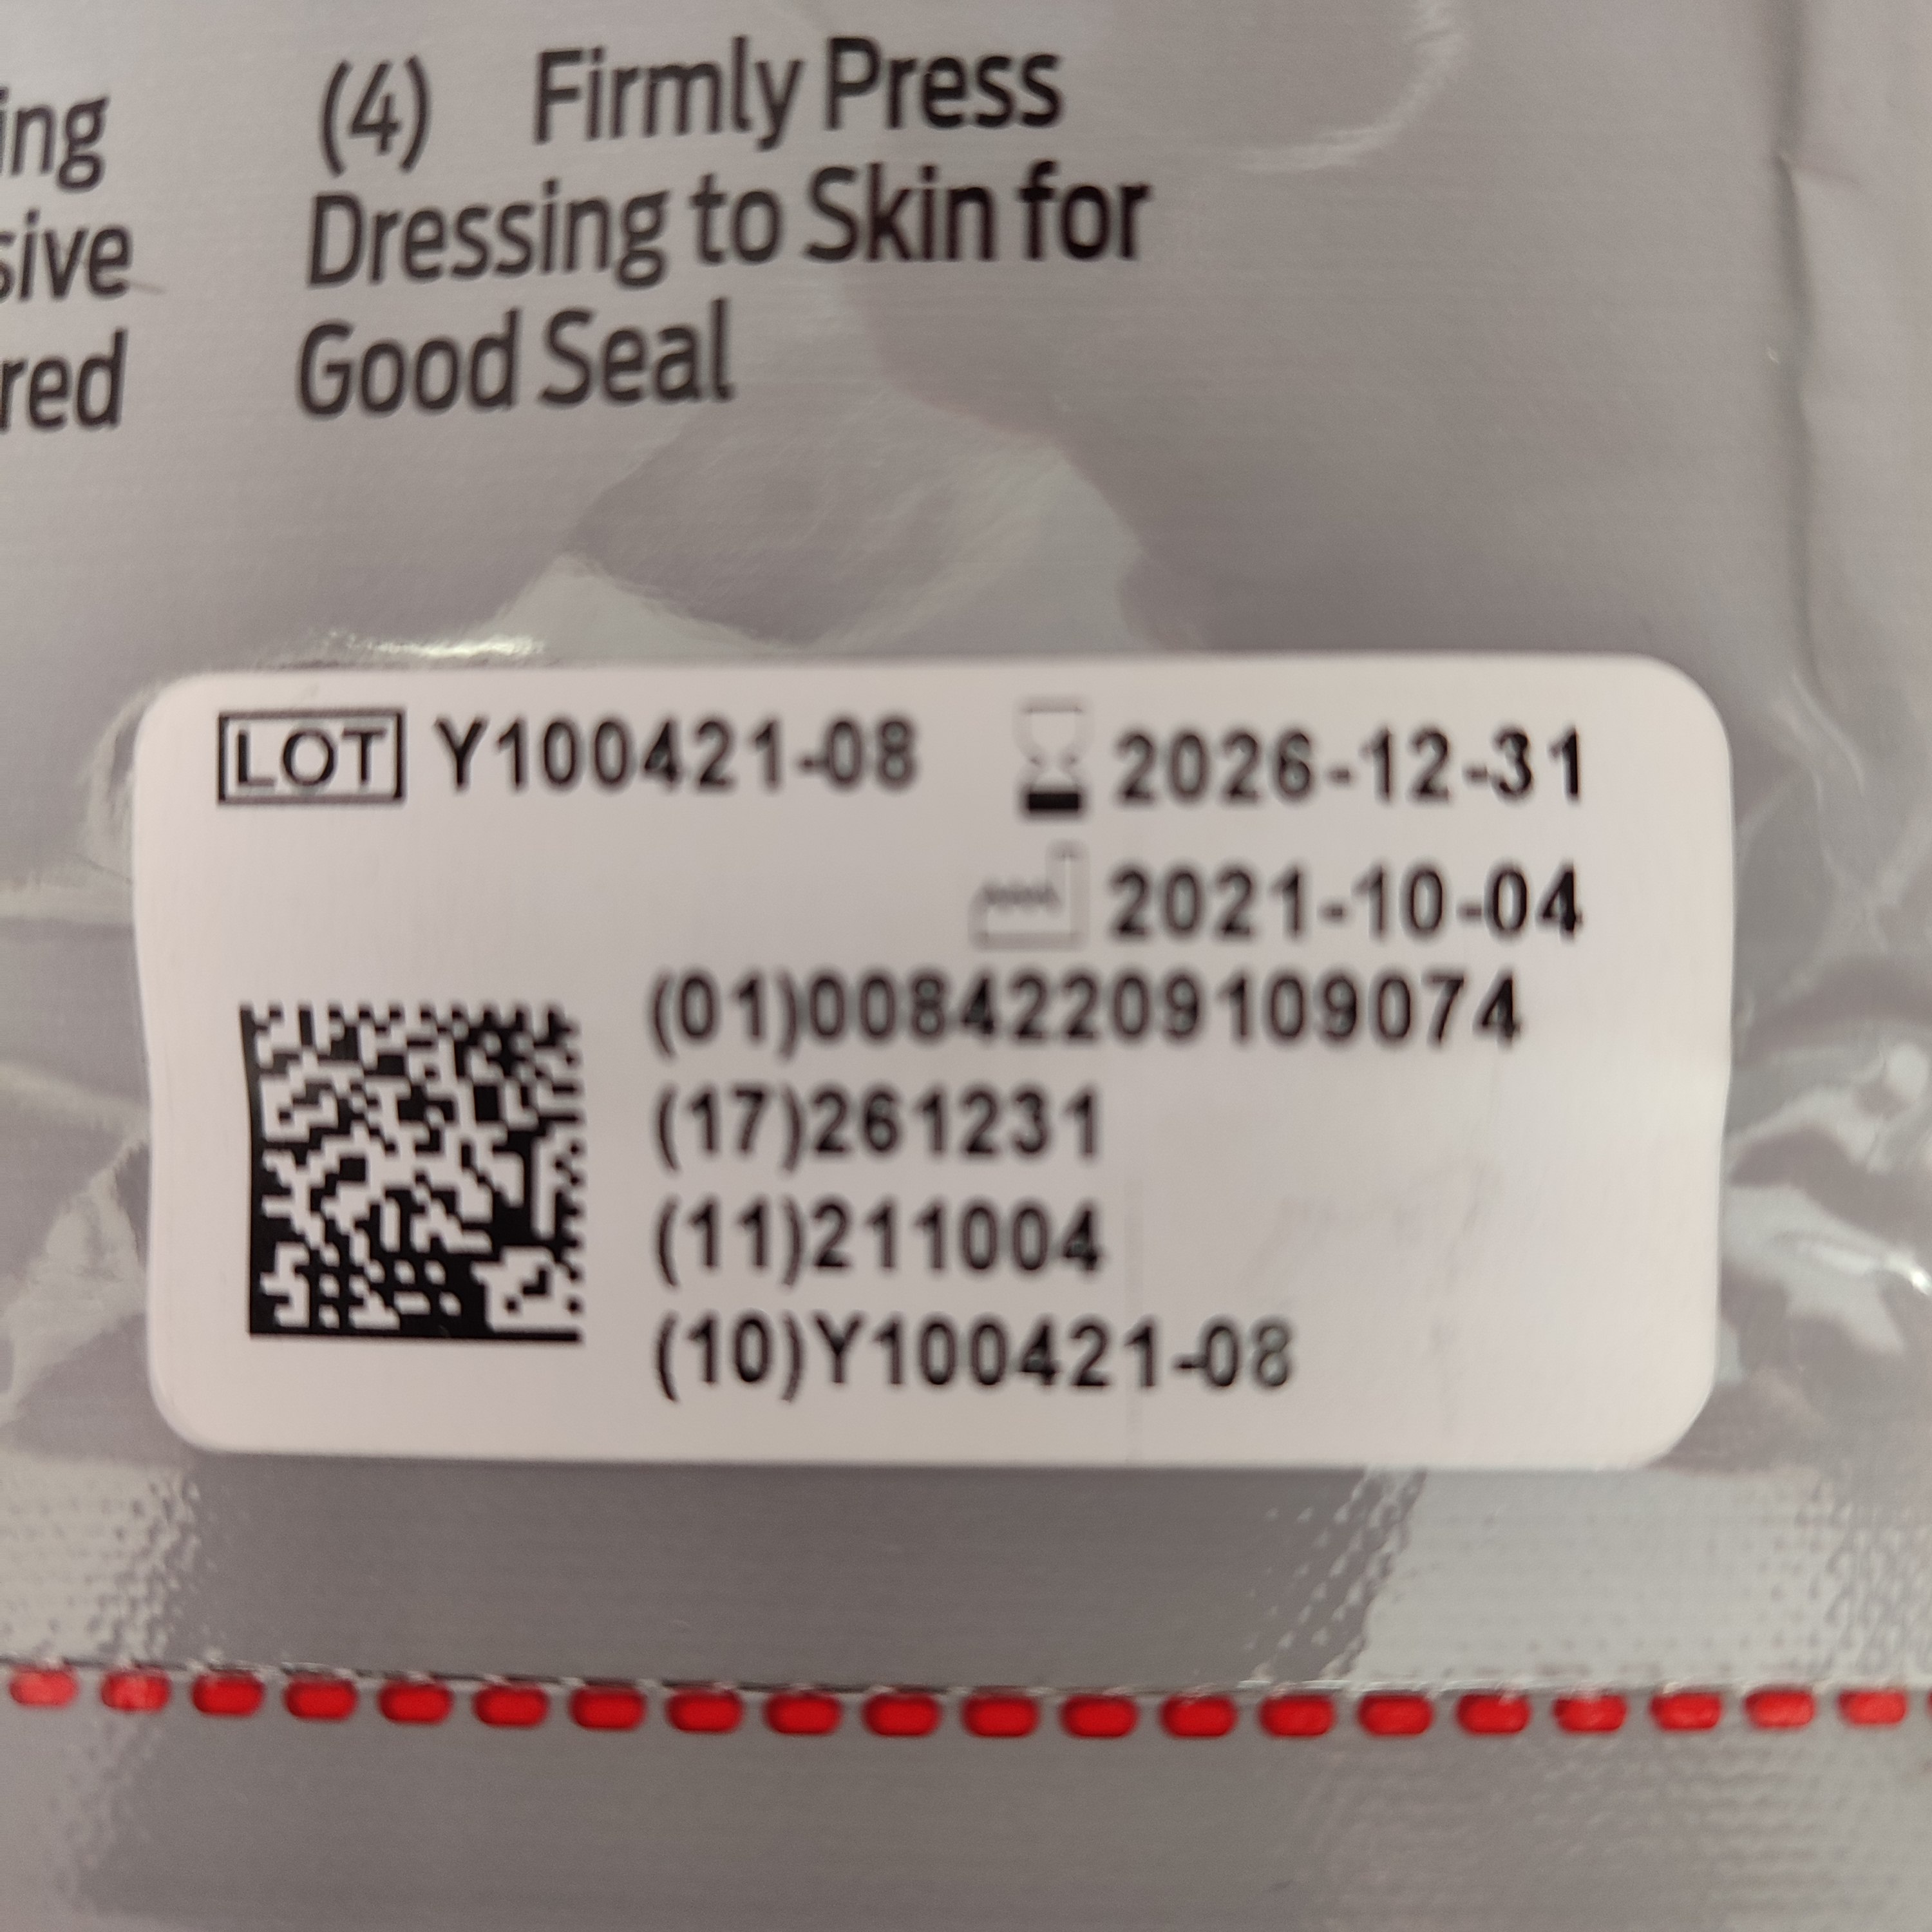 ing
sive
red
(4) Firmly Press
Dressing to Skin for
Good Seal
LOT Y100421-08
2026-12-31
2021-10-04
(01)00842209109074
(17)261231
(11)211004
(10)Y100421-08